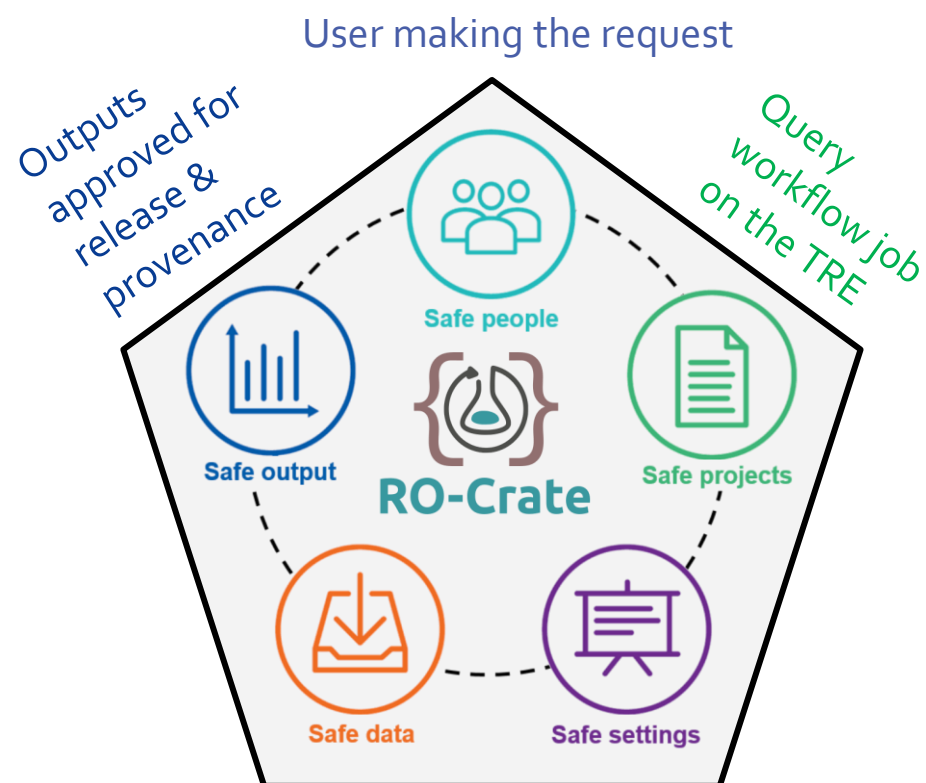 User making the request
Outputs
approved for
release &
provenance
Query
workflow job
on the TRE
Safe people
Safe output
RO-Crate
Safe projects
Safe data
Safe settings